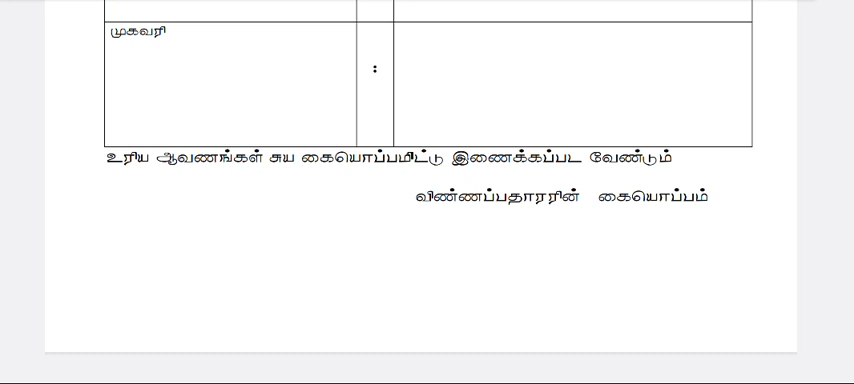 முகவரி
:
உரிய ஆவணங்கள் சுய கையொப்பமிட்டு இணைக்கப்பட வேண்டும்
விண்ணப்பதாரரின் கையொப்பம்